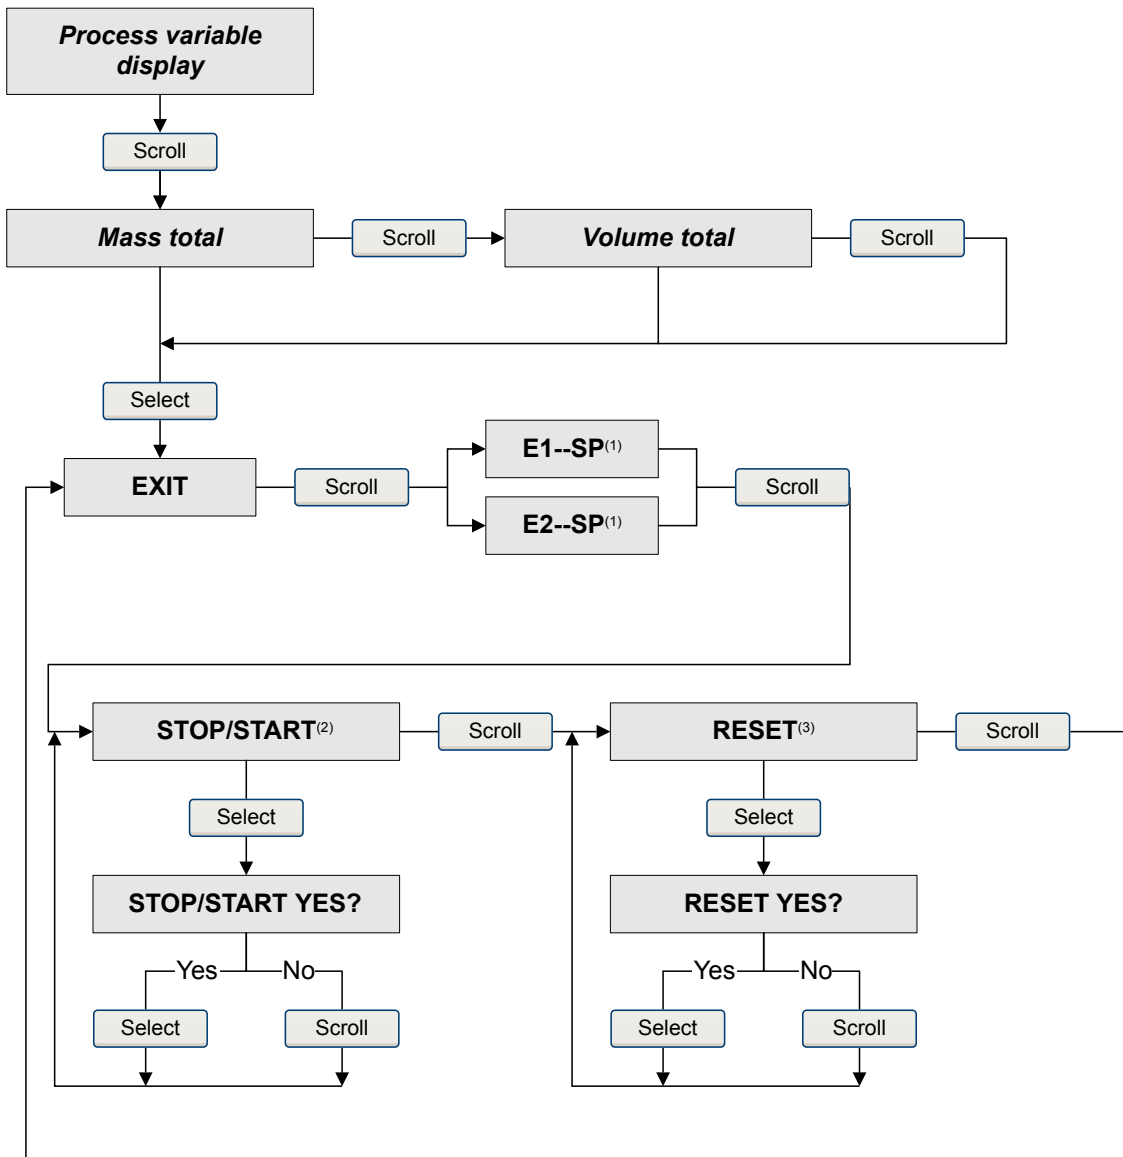 Process variable
display
Scroll
Mass total
Scroll
Volume total
Scroll
Select
EXIT
Scroll
E1--SP(1)
E2--SP(1)
Scroll
STOP/START(2)
Scroll
RESET(3)
Scroll
Select
Select
STOP/START YES?
RESET YES?
Yes
No
Yes
No
Select
Scroll
Select
Scroll